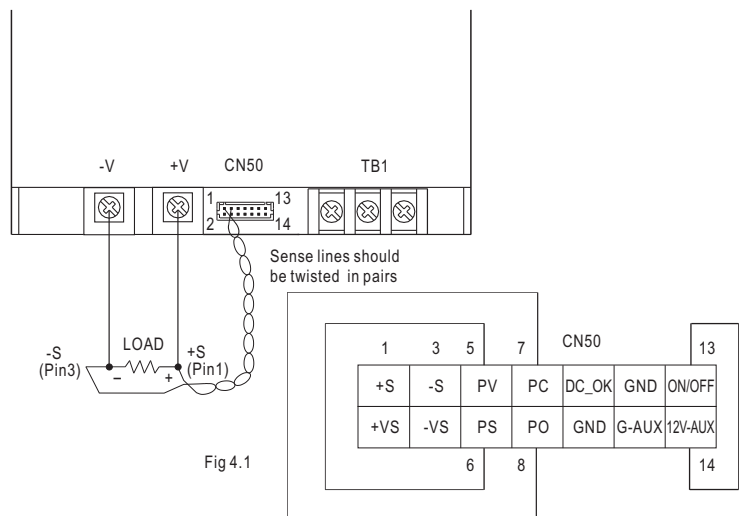 -V +V CN50 TB1
1 13
2 14
Sense lines should
be twisted in pairs
-S LOAD +S
(Pin3) (Pin1)
− +
CN50
1 3 5 7 13
+S -S PV PC DC_OK GND ON/OFF
+VS -VS PS PO GND G-AUX 12V-AUX
6 8 14
Fig 4.1